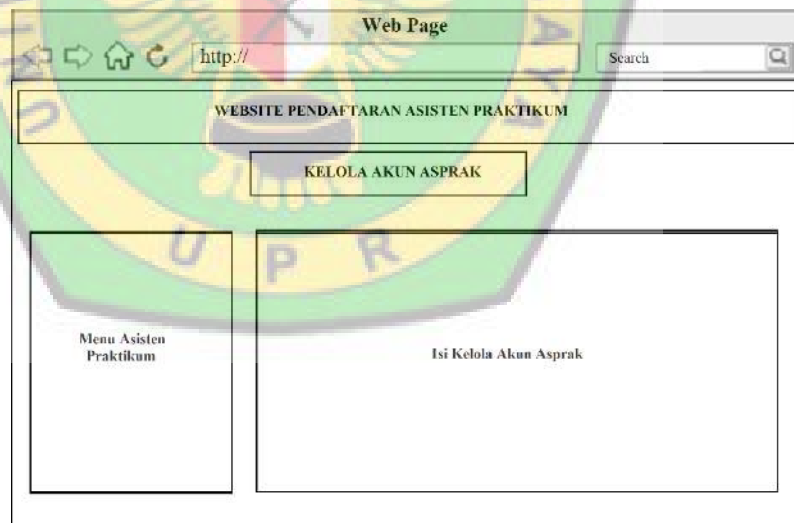 Web Page
http://
Search
WEBSITE PENDAFTARAN ASISTEN PRAKTIKUM
KELOLA AKUN ASPRAK
U P R
Menu Asisten
Praktikum
Isi Kelola Akun Asprak